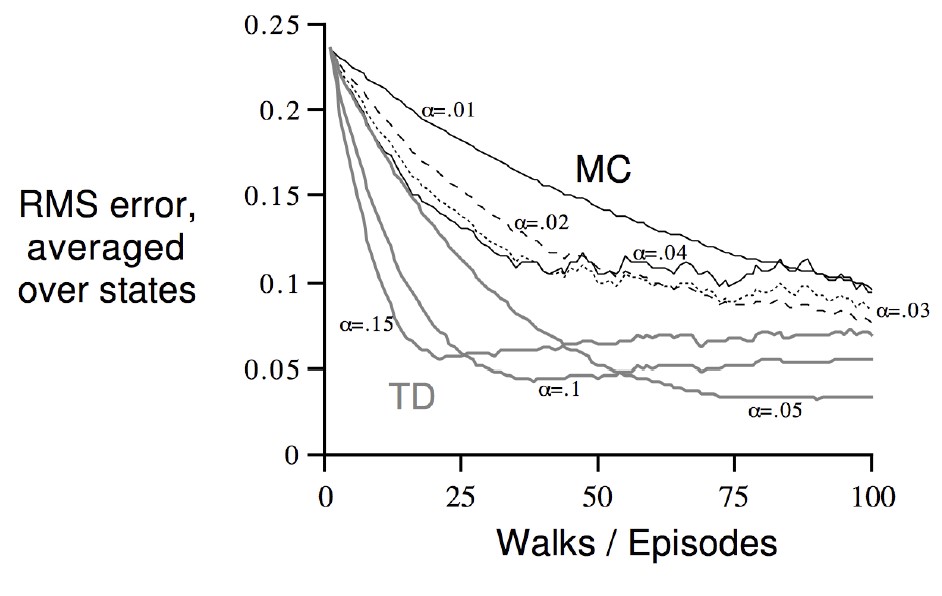 RMS error,
averaged
over states
0.25
0.2
0.15
0.1
0.05
0
α=.01
MC
α=.02
α=.04
α=.03
α=.15
TD
α=.1
α=.05
0 25 50 75 100
Walks / Episodes